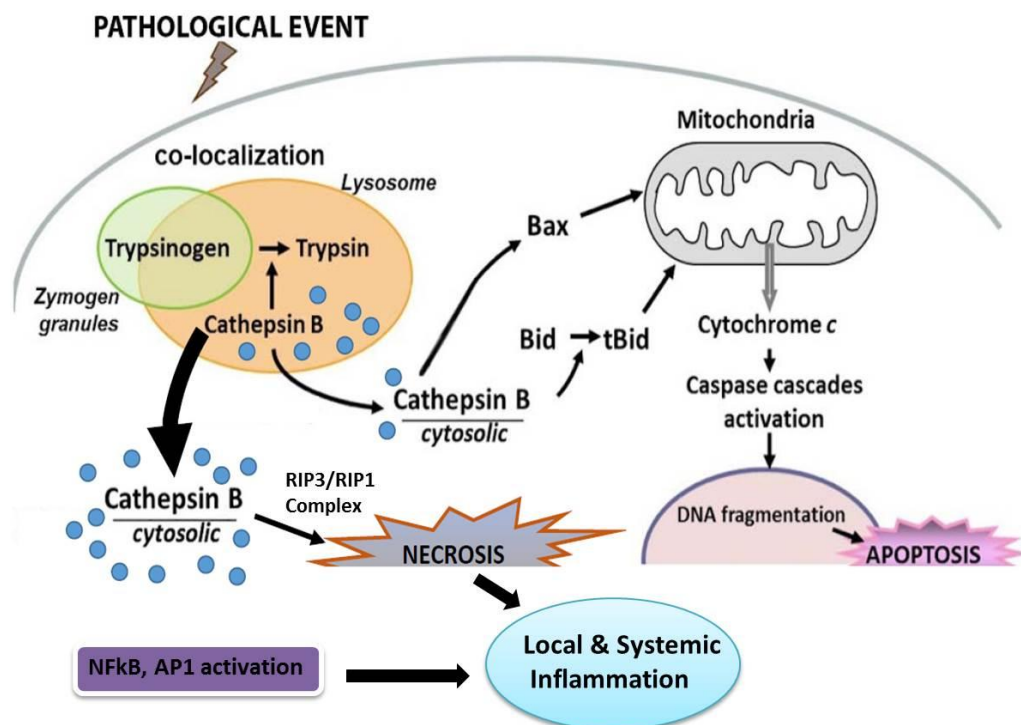 PATHOLOGICAL EVENT
co-localization
Lysosome
Trypsinogen
Trypsin
Zymogen
granules
Cathepsin B
Cathepsin B
cytosolic
Bax
Bid
tBid
Mitochondria
Cytochrome c
Caspase cascades
activation
DNA fragmentation
APOPTOSIS
Cathepsin B
cytosolic
RIP3/RIP1
Complex
NECROSIS
NFkB, AP1 activation
Local & Systemic
Inflammation